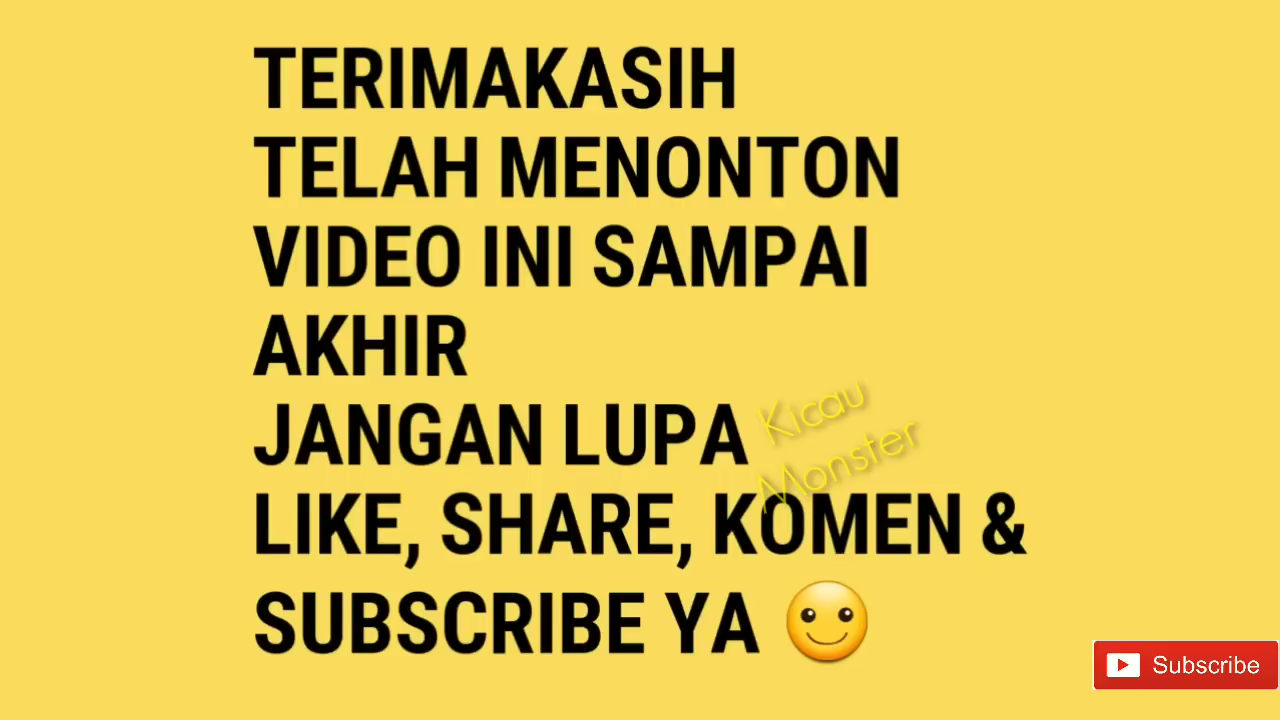 TERIMAKASIH
TELAH MENONTON
VIDEO INI SAMPAI
AKHIR
JANGAN LUPA
LIKE, SHARE, KOMEN &
SUBSCRIBE YA 🙂
Kicau
Monster
Subscribe